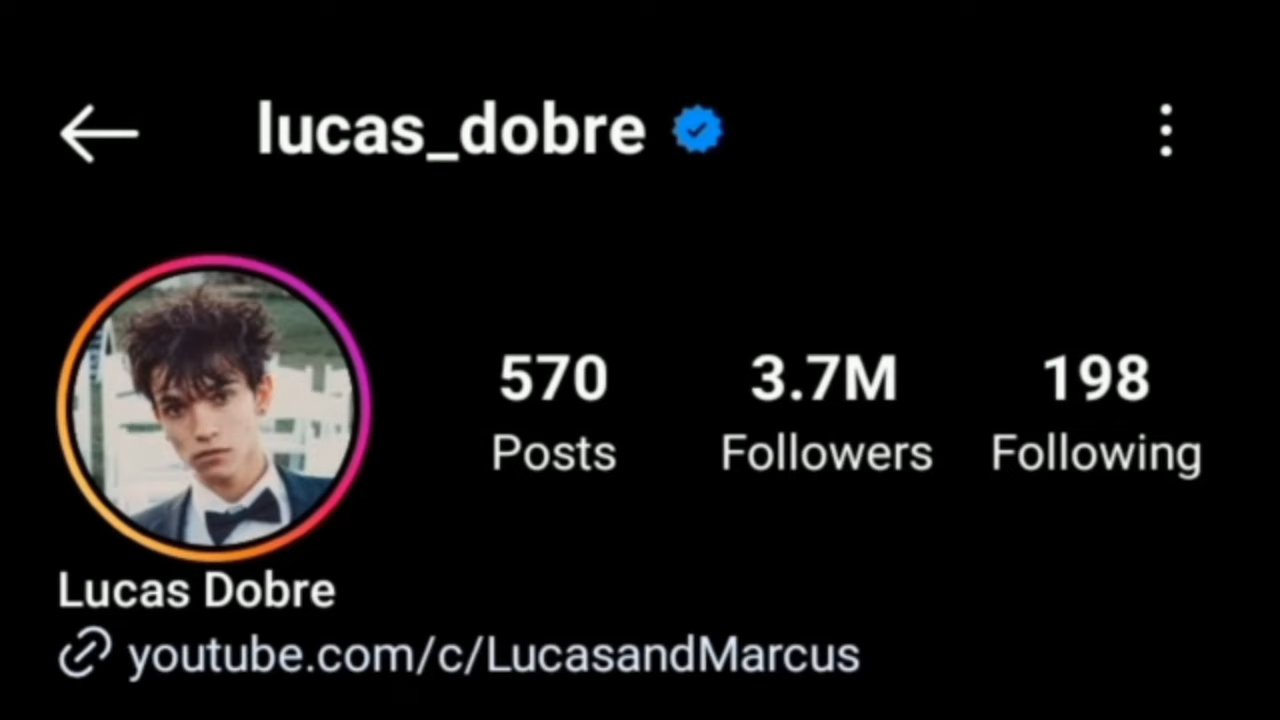 lucas_dobre
570 3.7M 198
Posts Followers Following
Lucas Dobre
youtube.com/c/LucasandMarcus